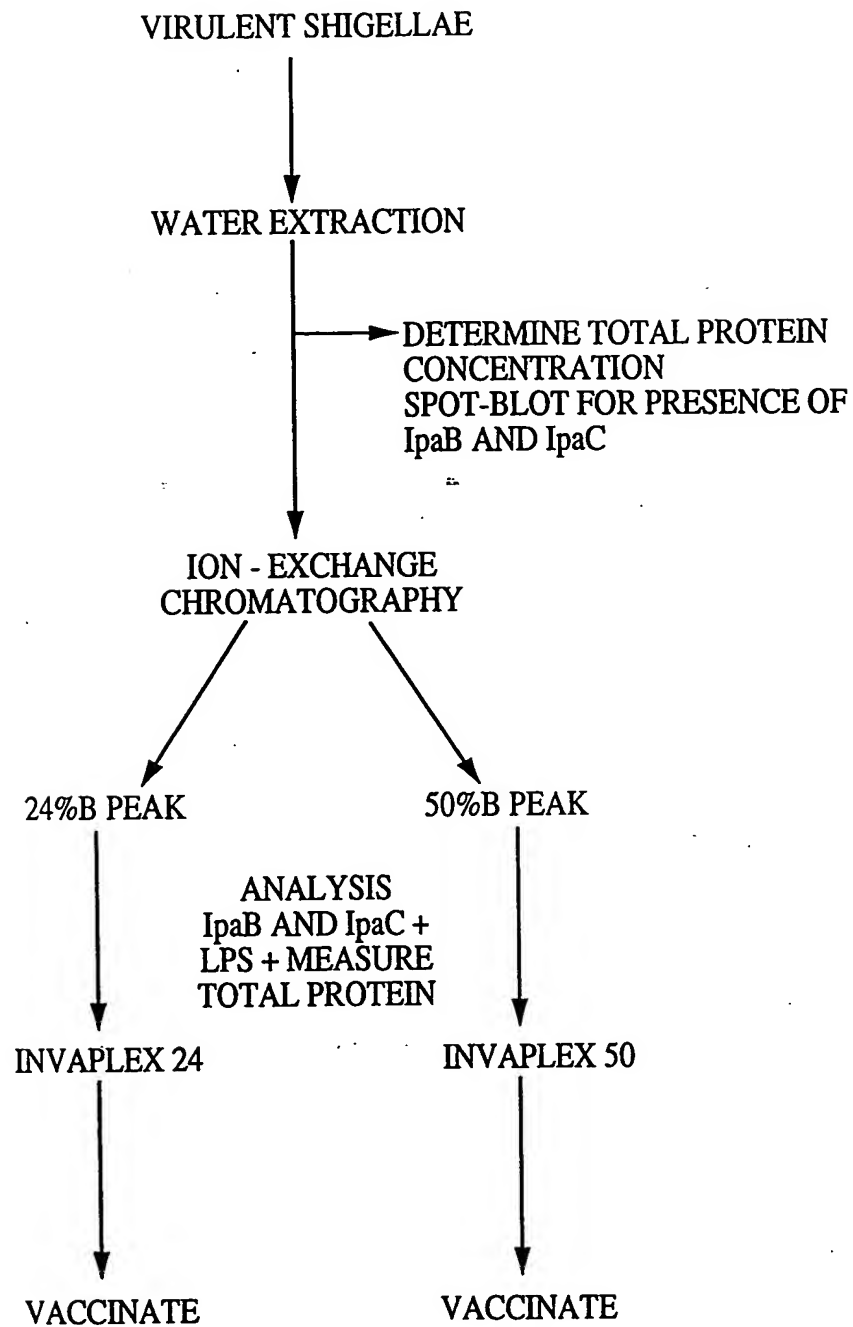 VIRULENT SHIGELLAE
WATER EXTRACTION
DETERMINE TOTAL PROTEIN
CONCENTRATION
SPOT-BLOT FOR PRESENCE OF
IpaB AND IpaC
ION - EXCHANGE
CHROMATOGRAPHY
24%B PEAK
50%B PEAK
ANALYSIS
IpaB AND IpaC +
LPS + MEASURE
TOTAL PROTEIN
INVAPLEX 24
INVAPLEX 50
VACCINATE
VACCINATE